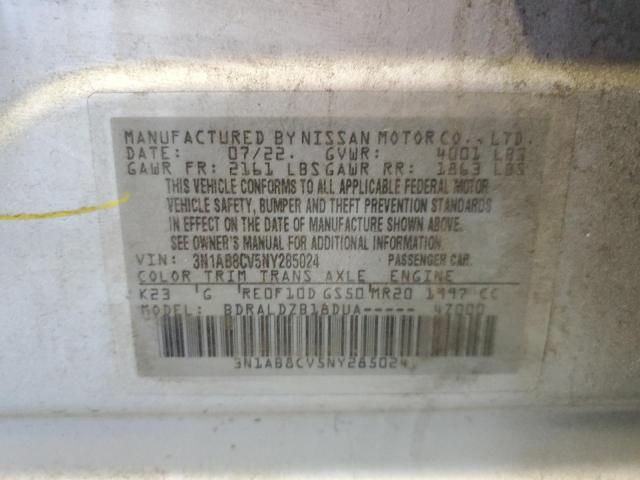 MANUFACTURED BY NISSAN MOTOR CO., LTD.
DATE: 07/22. GVWR: 4001 LBS
GAWR FR: 2161 LBS GAWR RR: 1863 LBS
THIS VEHICLE CONFORMS TO ALL APPLICABLE FEDERAL MOTOR
VEHICLE SAFETY, BUMPER AND THEFT PREVENTION STANDARDS
IN EFFECT ON THE DATE OF MANUFACTURE SHOWN ABOVE.
SEE OWNER'S MANUAL FOR ADDITIONAL INFORMATION.
VIN: 3N1AB8CV5NY285024 PASSENGER CAR.
COLOR TRIM TRANS AXLE ENGINE
K23 G RE0F10D GS50 MR20 1997 CC
MODEL: BDRALDZB18DUA----- 47000
3N1AB8CV5NY285024